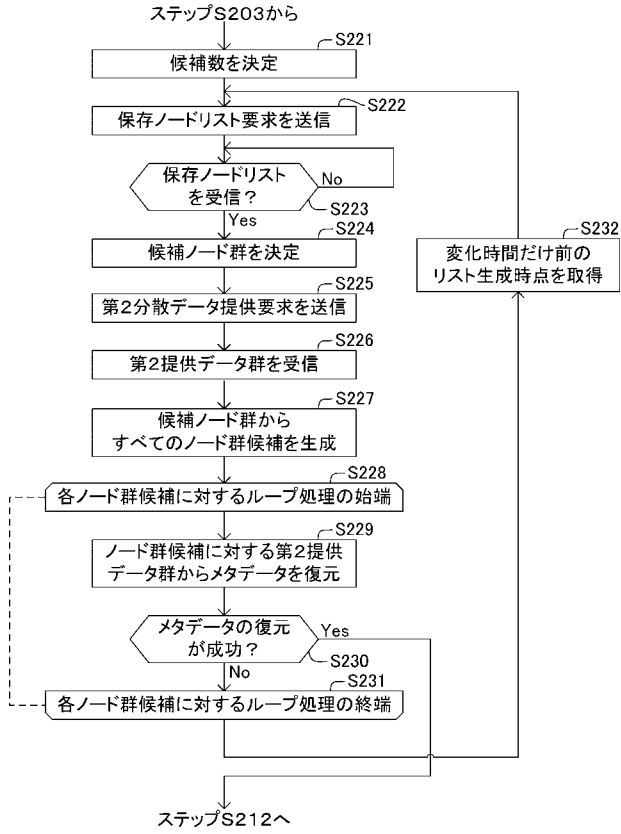 ステップS203から
S221
候補数を決定
S222
保存ノードリスト要求を送信
保存ノードリスト
を受信？
No
S223
Yes
S224
候補ノード群を決定
S225
第2分散データ提供要求を送信
S226
第2提供データ群を受信
S227
候補ノード群から
すべてのノード群候補を生成
S228
各ノード群候補に対するループ処理の始端
S229
ノード群候補に対する第2提供
データ群からメタデータを復元
メタデータの復元
が成功？
Yes
S230
No
S231
各ノード群候補に対するループ処理の終端
S232
変化時間だけ前の
リスト生成時点を取得
ステップS212へ